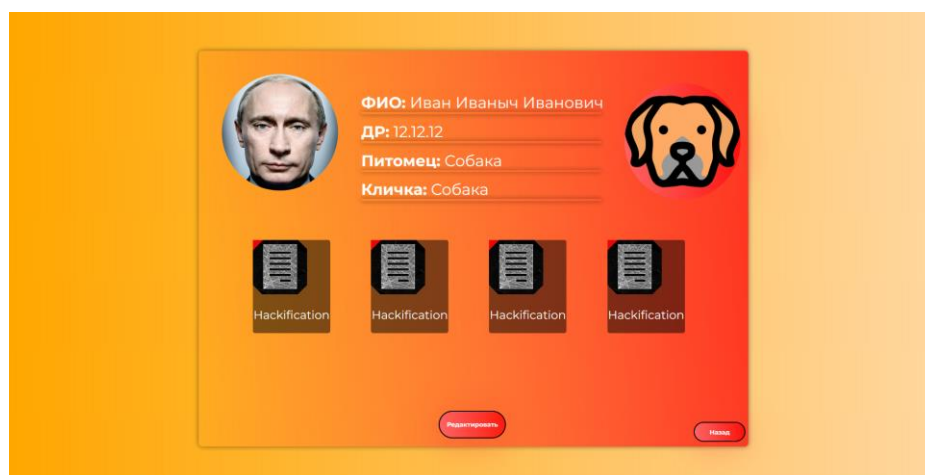 ФИО: Иван Иваныч Иванович
ДР: 12.12.12
Питомец: Собака
Кличка: Собака
Hackification
Hackification
Hackification
Hackification
Редактировать
Назад